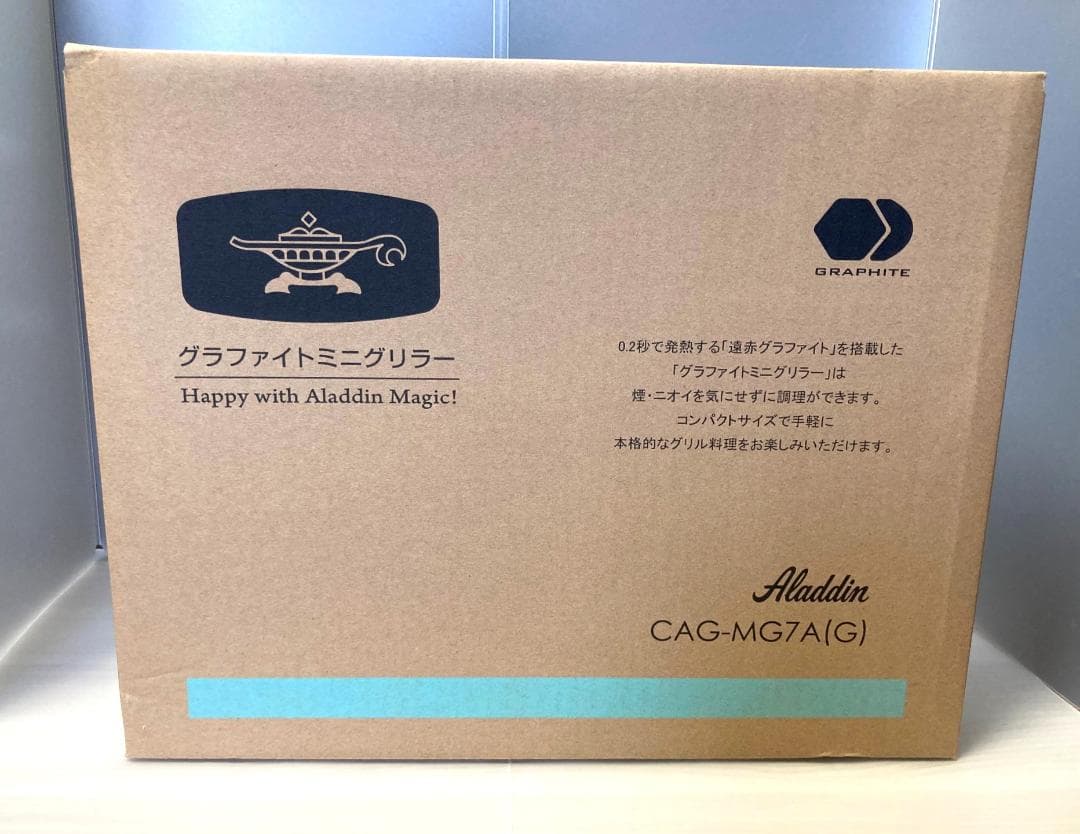 グラファイトミニグリラー
Happy with Aladdin Magic!
GRAPHITE
0.2秒で発熱する「遠赤グラファイト」を搭載した
「グラファイトミニグリラー」は
煙・ニオイを気にせずに調理ができます。
コンパクトサイズで手軽に
本格的なグリル料理をお楽しみいただけます。
Aladdin
CAG-MG7A(G)